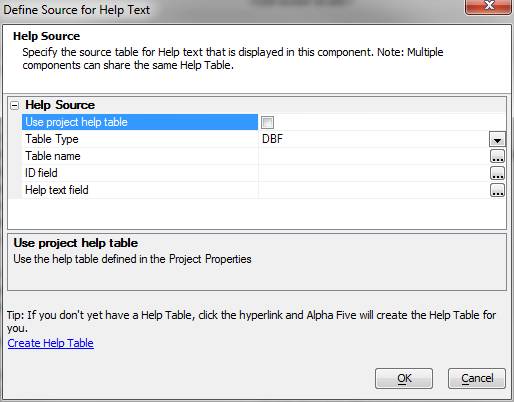 Define Source for Help Text
Help Source
Specify the source table for Help text that is displayed in this component. Note: Multiple
components can share the same Help Table.
Help Source
Use project help table
Table Type DBF
Table name ...
ID field ...
Help text field ...
Use project help table
Use the help table defined in the Project Properties
Tip: If you don't yet have a Help Table, click the hyperlink and Alpha Five will create the Help Table for
you.
Create Help Table
OK Cancel